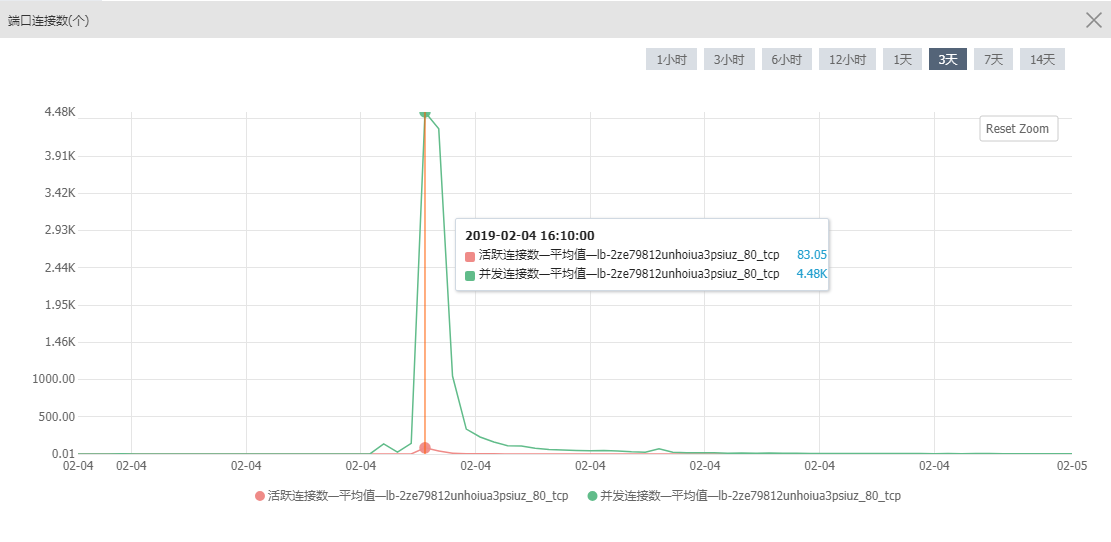 端口连接数(个)
1小时 3小时 6小时 12小时 1天 3天 7天 14天
Reset Zoom
4.48K
3.91K
3.42K
2.93K
2.44K
1.95K
1.46K
1000.00
500.00
0.01
2019-02-04 16:10:00
活跃连接数—平均值—lb-2ze79812unhoiua3psiuz_80_tcp 83.05
并发连接数—平均值—lb-2ze79812unhoiua3psiuz_80_tcp 4.48K
02-04 02-04 02-04 02-04 02-04 02-04 02-04 02-04 02-04 02-05
活跃连接数—平均值—lb-2ze79812unhoiua3psiuz_80_tcp 并发连接数—平均值—lb-2ze79812unhoiua3psiuz_80_tcp